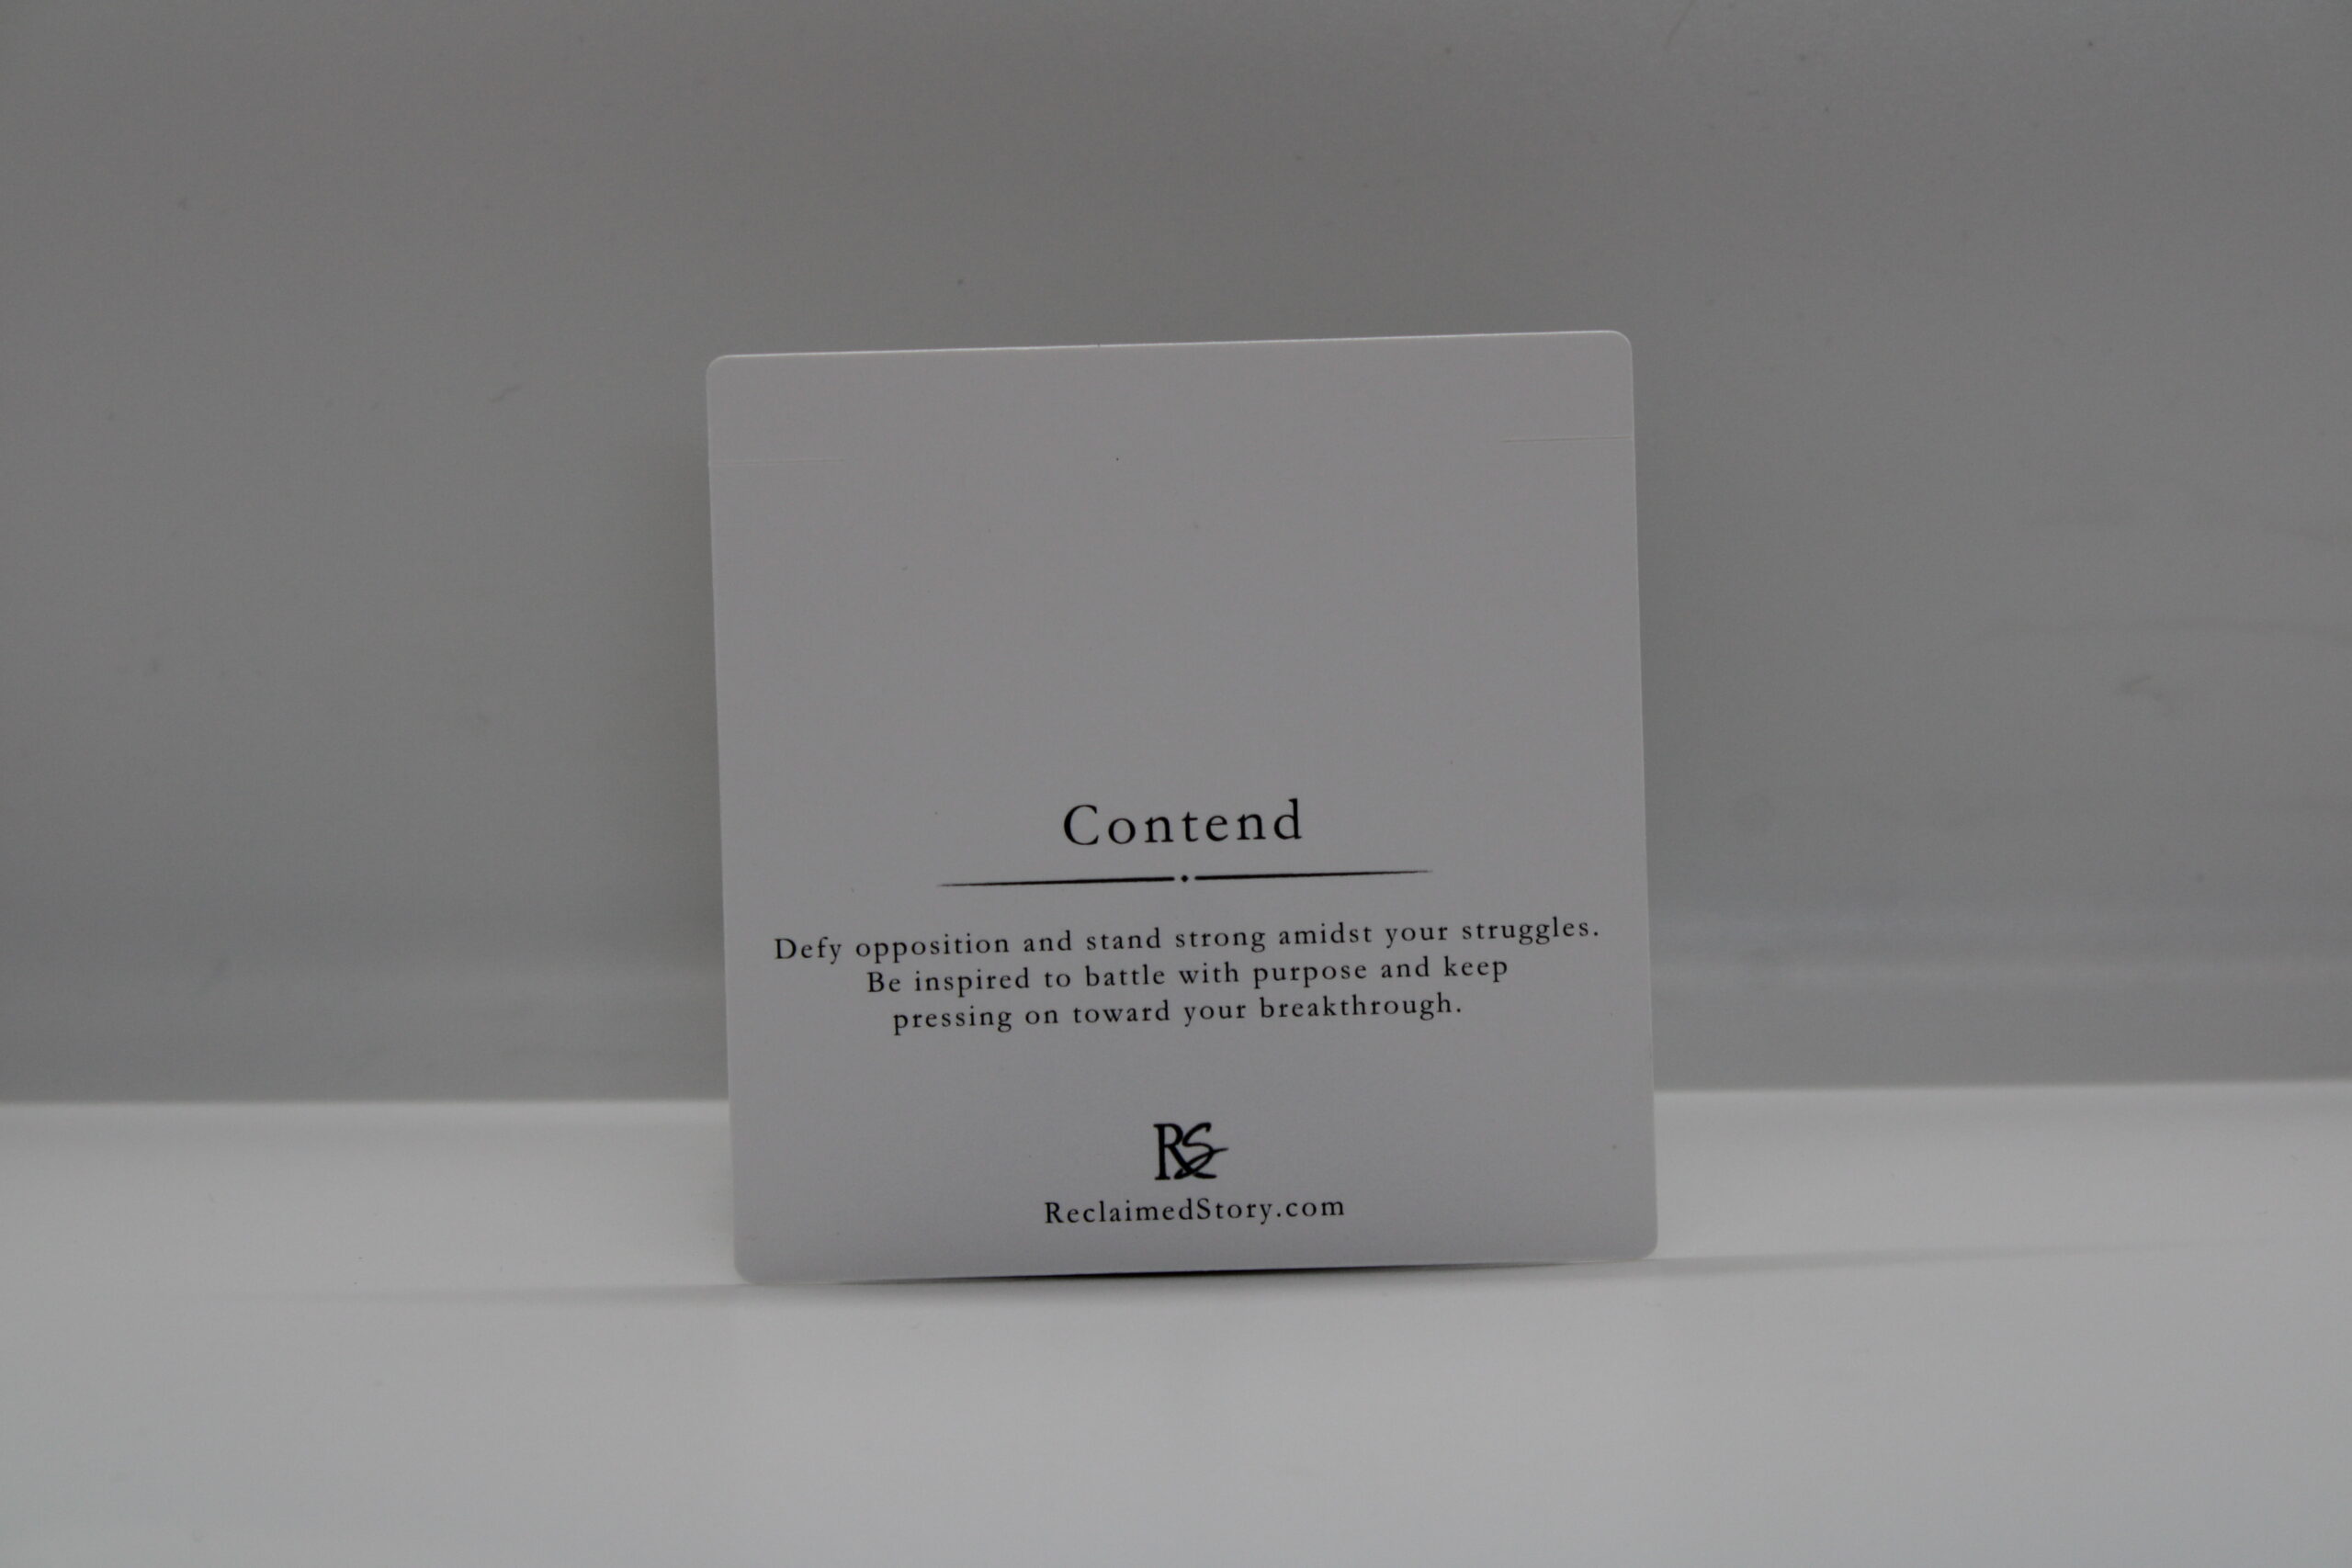 Contend
Defy opposition and stand strong amidst your struggles.
Be inspired to battle with purpose and keep
pressing on toward your breakthrough.
RS
ReclaimedStory.com